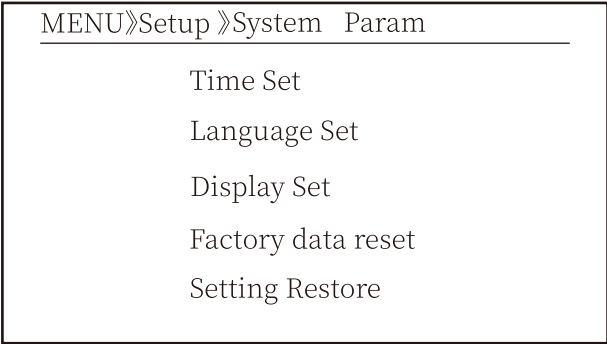 MENU》Setup 》System Param
Time Set
Language Set
Display Set
Factory data reset
Setting Restore